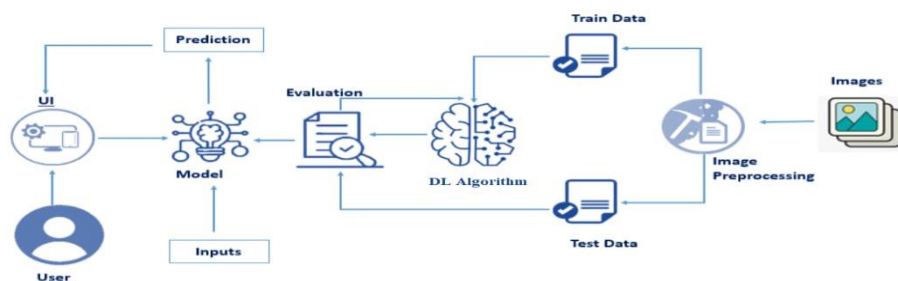 Train Data
Prediction
Images
Evaluation
UI
Image
Preprocessing
Model
DL Algorithm
Test Data
Inputs
User